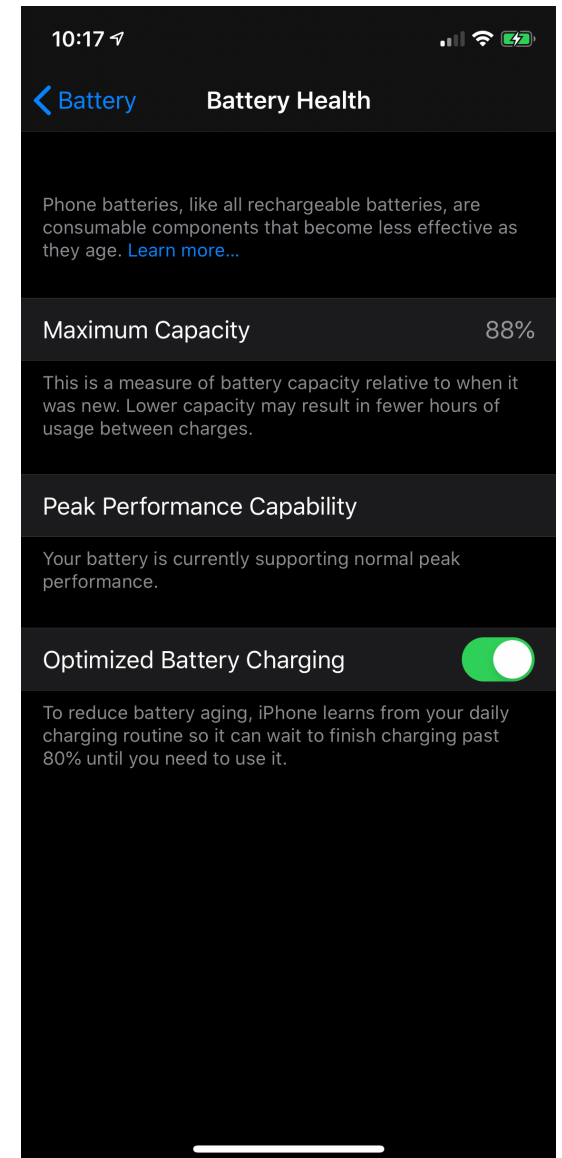 10:17
Battery
Battery Health
Phone batteries, like all rechargeable batteries, are
consumable components that become less effective as
they age. Learn more...
Maximum Capacity 88%
This is a measure of battery capacity relative to when it
was new. Lower capacity may result in fewer hours of
usage between charges.
Peak Performance Capability
Your battery is currently supporting normal peak
performance.
Optimized Battery Charging
To reduce battery aging, iPhone learns from your daily
charging routine so it can wait to finish charging past
80% until you need to use it.